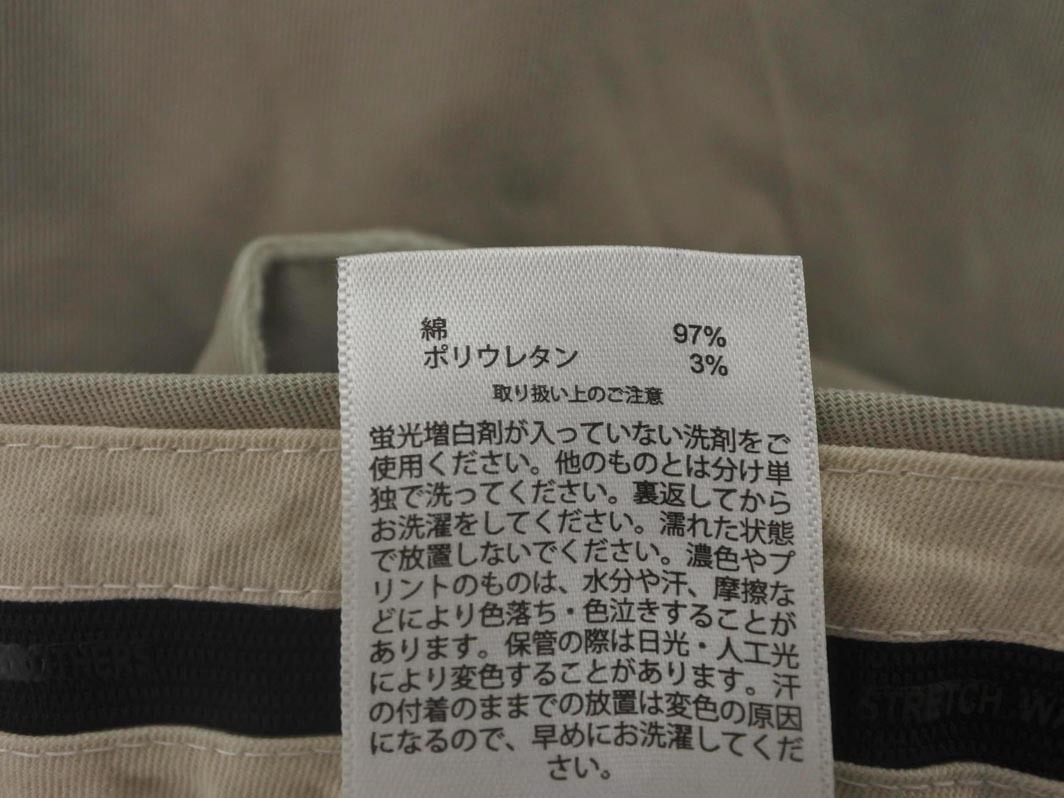 綿 97%
ポリウレタン 3%
取り扱い上のご注意
蛍光増白剤が入っていない洗剤をご
使用ください。他のものとは分け単
独で洗ってください。裏返してから
お洗濯をしてください。濡れた状態
で放置しないでください。濃色やプ
リントのものは、水分や汗、摩擦な
どにより色落ち・色泣きすることが
あります。保管の際は日光・人工光
により変色することがあります。汗
の付着のままでの放置は変色の原因
になるので、早めにお洗濯してくだ
さい。
STRETCH W